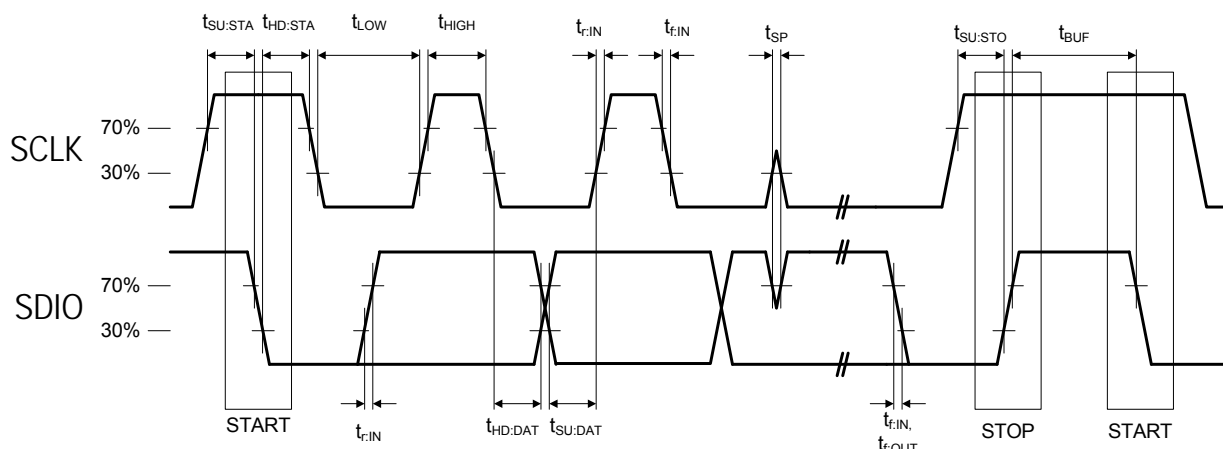 tSU:STA tHD:STA tLOW tHIGH tr:IN tf:IN tSP tSU:STO tBUF
SCLK
70%
30%
SDIO
70%
30%
START
tr:IN
tHD:DAT tSU:DAT
tf:IN,
tf:OUT
STOP
START